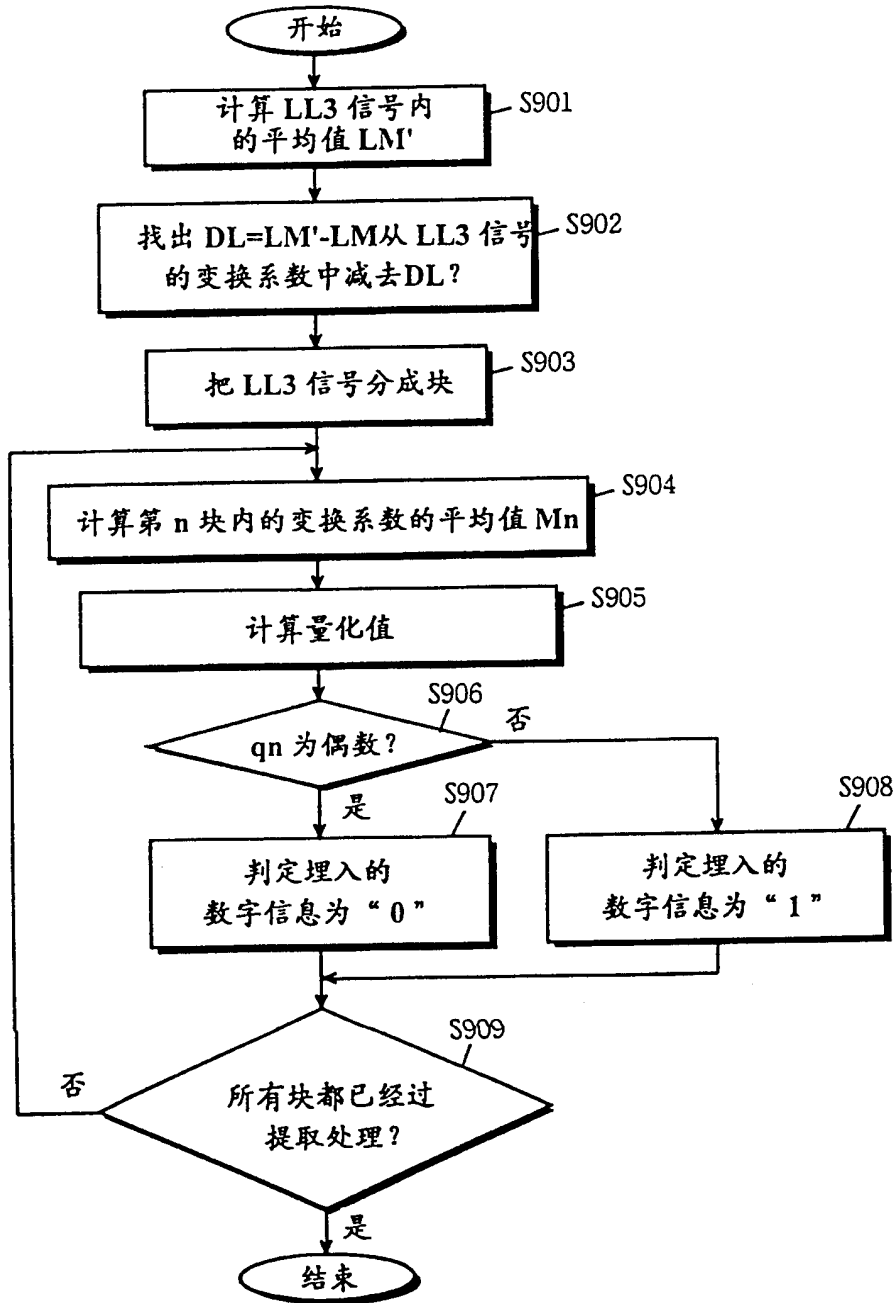 开始
计算 LL3 信号内
的平均值 LM'
S901
找出 DL=LM'-LM从 LL3 信号
的变换系数中减去DL？
S902
把 LL3 信号分成块
S903
计算第 n 块内的变换系数的平均值 Mn
S904
计算量化值
S905
qn 为偶数？
S906
否
是
判定埋入的
数字信息为“0”
S907
判定埋入的
数字信息为“1”
S908
所有块都已经过
提取处理？
S909
否
是
结束